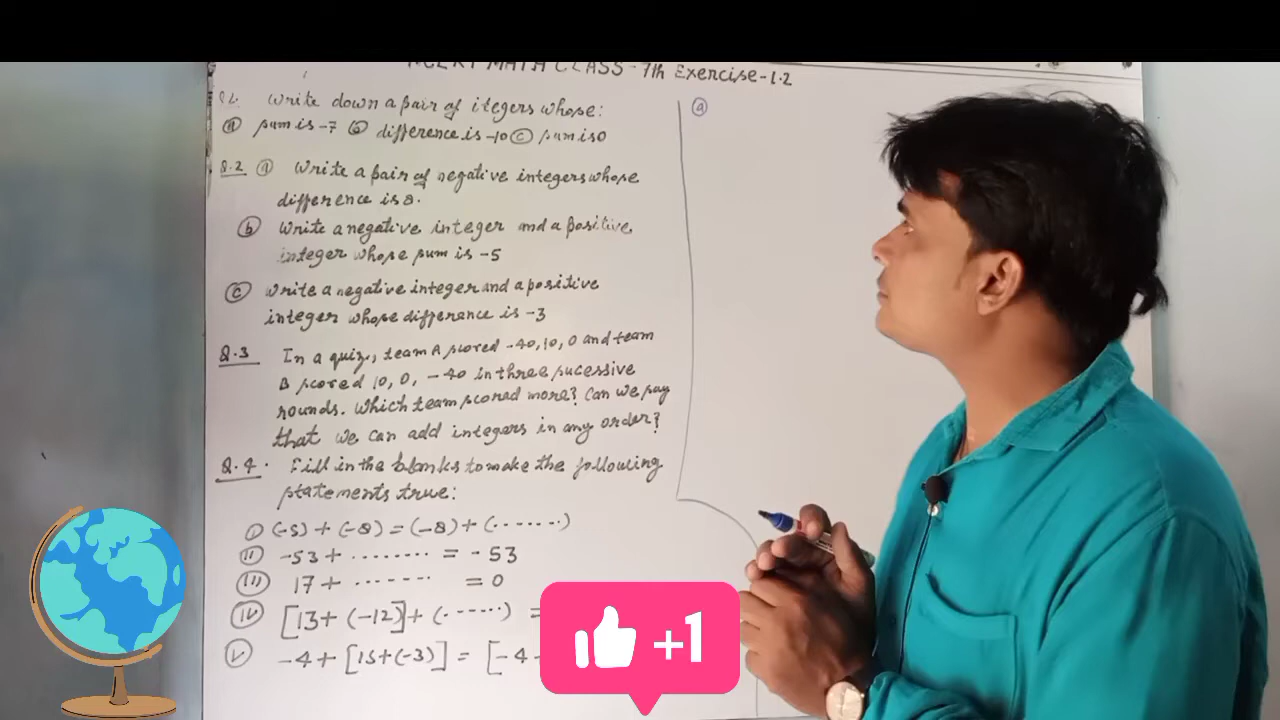 NCERT MATH CLASS-7th Exercise-1.2
Write down a pair of itegers whose:
(a) sum is -7 (b) difference is -10 (c) sum is 0
Q.2 (a) Write a pair of negative integers whose
difference is 8.
(b) Write a negative integer and a positive
integer whose sum is -5
(c) Write a negative integer and a positive
integer whose difference is -3
Q.3 In a quiz, team A scored -40, 10, 0 and team
B scored 10, 0, -40 in three sucessive
rounds. Which team scored more? Can we say
that we can add integers in any order?
Q.4. Fill in the blanks to make the following
statements true:
(i) (-5) + (-8) = (-8) + (.......)
(ii) -53 + ........ = -53
(iii) 17 + ....... = 0
(iv) [13 + (-12)] + (......) =
(v) -4 + [15 + (-3)] = [-4
(a)
+1